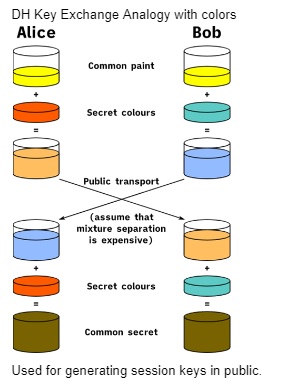 DH Key Exchange Analogy with colors
Alice Bob
Common paint
+ +
Secret colours
= =
Public transport
(assume that
mixture separation
is expensive)
+ +
Secret colours
= =
Common secret
Used for generating session keys in public.